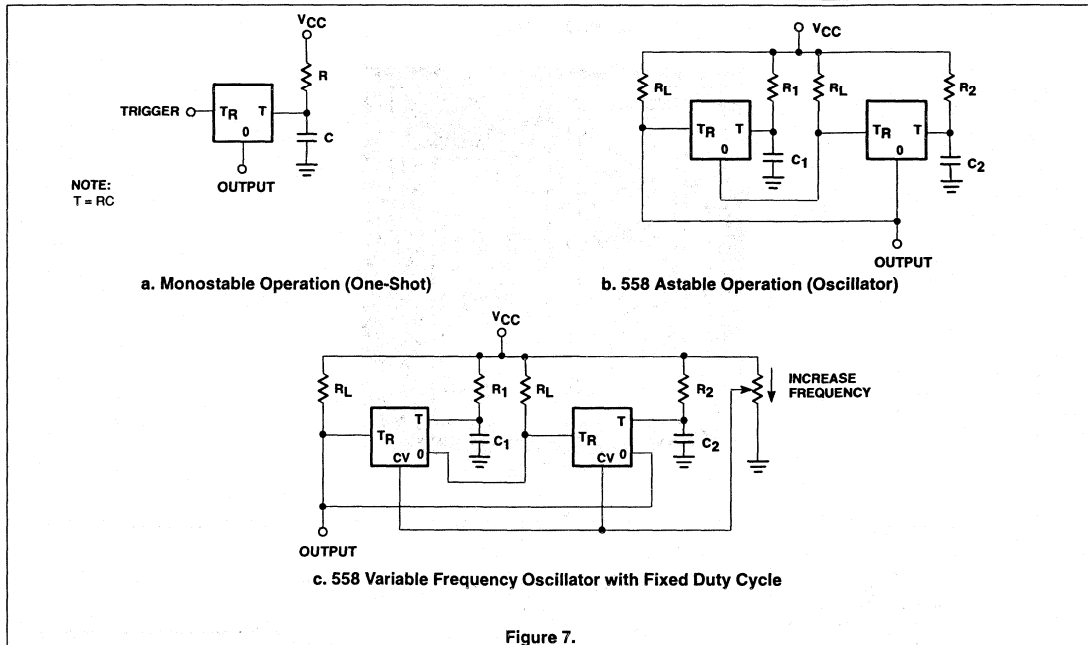 VCC
R
TRIGGER
TR
T
0
C
OUTPUT
NOTE:
T = RC
a. Monostable Operation (One-Shot)
VCC
RL
R1
RL
R2
TR
T
0
C1
TR
T
0
C2
OUTPUT
b. 558 Astable Operation (Oscillator)
VCC
RL
R1
RL
R2
INCREASE
FREQUENCY
T
TR
CV
0
C1
T
TR
CV
0
C2
OUTPUT
c. 558 Variable Frequency Oscillator with Fixed Duty Cycle
Figure 7.